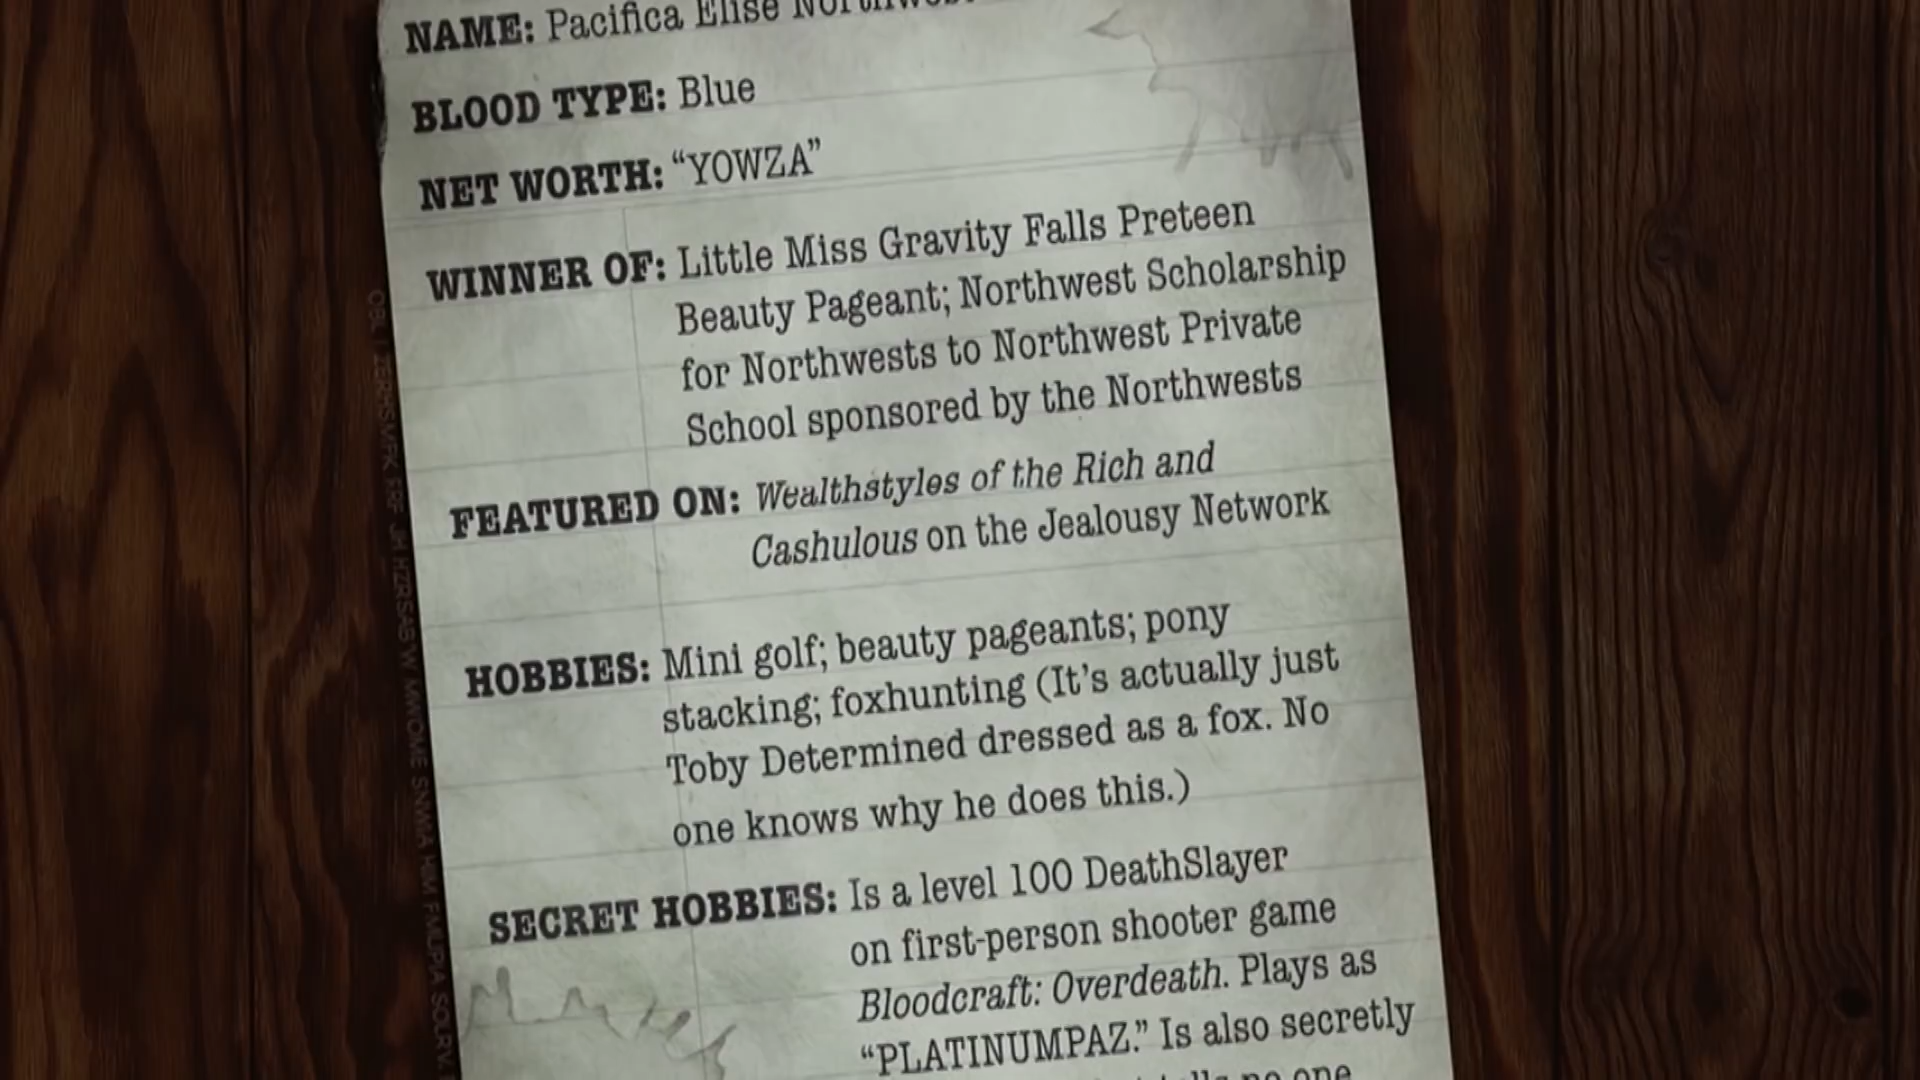 NAME: Pacifica Elise Northwest
BLOOD TYPE: Blue
NET WORTH: “YOWZA”
WINNER OF: Little Miss Gravity Falls Preteen
Beauty Pageant; Northwest Scholarship
for Northwests to Northwest Private
School sponsored by the Northwests
FEATURED ON: Wealthstyles of the Rich and
Cashulous on the Jealousy Network
HOBBIES: Mini golf; beauty pageants; pony
stacking; foxhunting (It’s actually just
Toby Determined dressed as a fox. No
one knows why he does this.)
SECRET HOBBIES: Is a level 100 DeathSlayer
on first-person shooter game
Bloodcraft: Overdeath. Plays as
“PLATINUMPAZ.” Is also secretly
no one